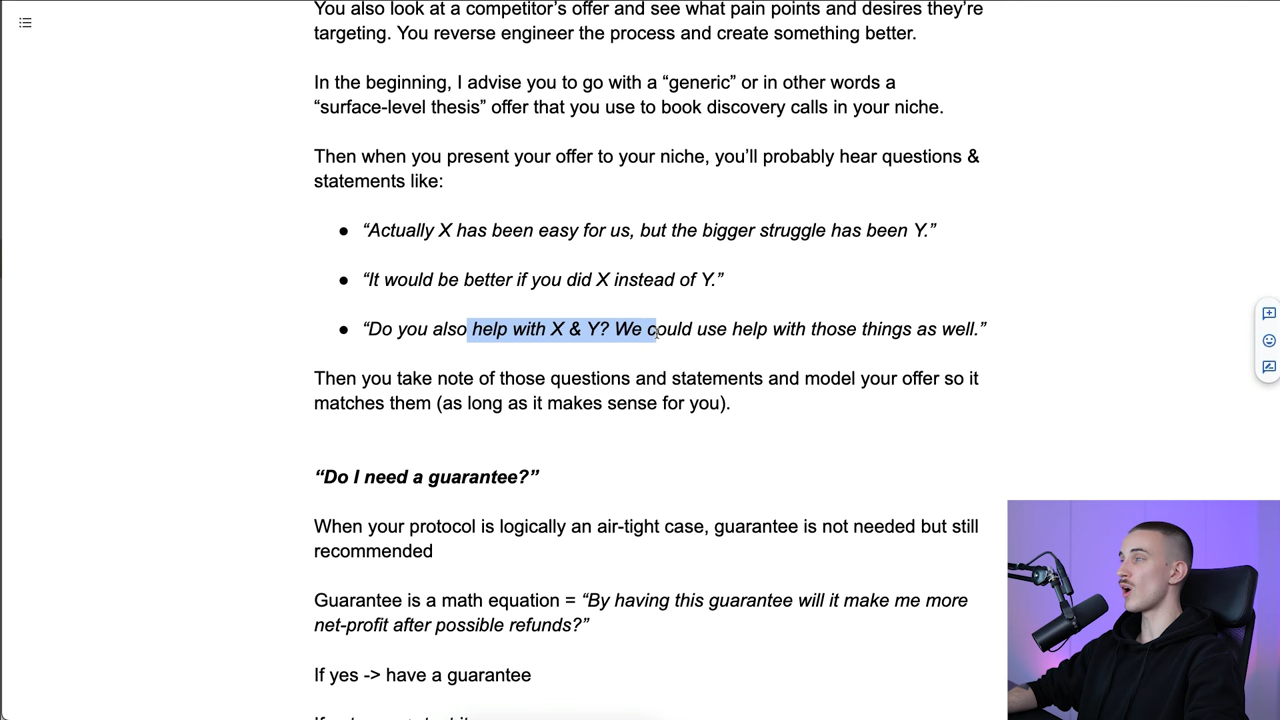 You also look at a competitor’s offer and see what pain points and desires they’re
targeting. You reverse engineer the process and create something better.
In the beginning, I advise you to go with a “generic” or in other words a
“surface-level thesis” offer that you use to book discovery calls in your niche.
Then when you present your offer to your niche, you’ll probably hear questions &
statements like:
● “Actually X has been easy for us, but the bigger struggle has been Y.”
● “It would be better if you did X instead of Y.”
● “Do you also help with X & Y? We could use help with those things as well.”
Then you take note of those questions and statements and model your offer so it
matches them (as long as it makes sense for you).
“Do I need a guarantee?”
When your protocol is logically an air-tight case, guarantee is not needed but still
recommended
Guarantee is a math equation = “By having this guarantee will it make me more
net-profit after possible refunds?”
If yes -> have a guarantee